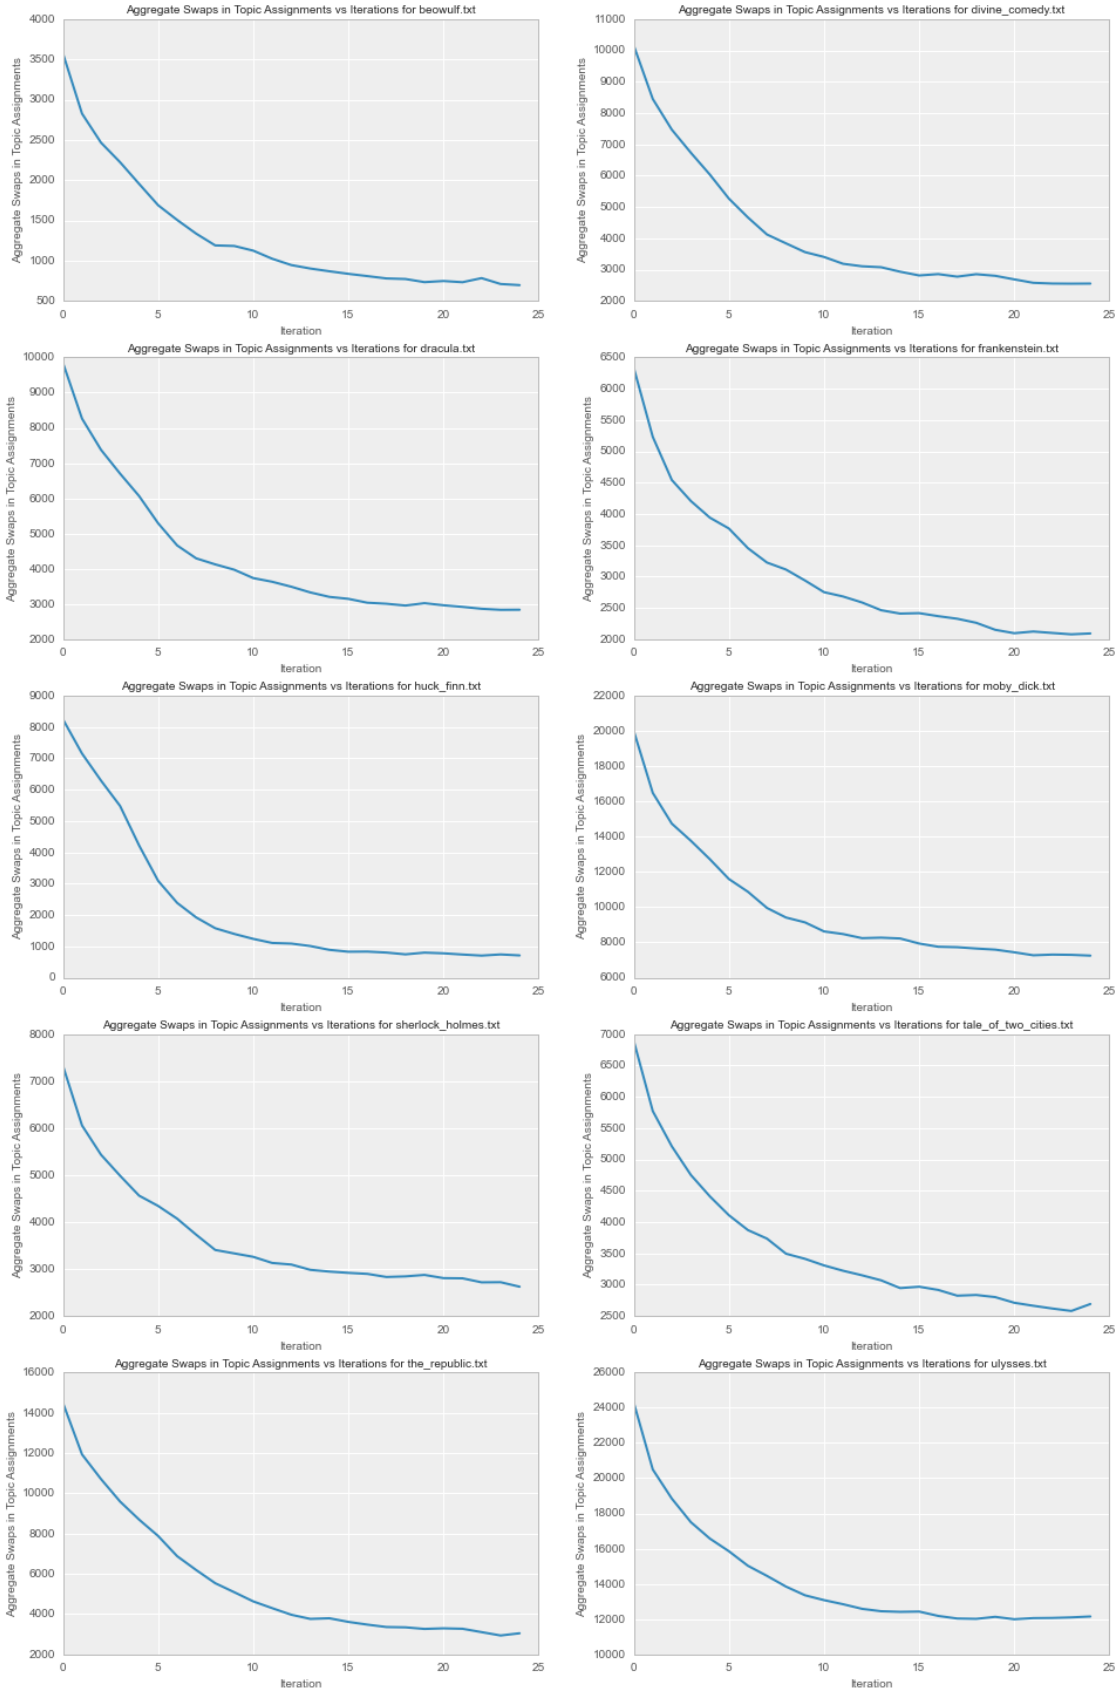 Aggregate Swaps in Topic Assignments vs Iterations for beowulf.txt
Aggregate Swaps in Topic Assignments
4000
3500
3000
2500
2000
1500
1000
500
0 5 10 15 20 25
Iteration
Aggregate Swaps in Topic Assignments vs Iterations for divine_comedy.txt
Aggregate Swaps in Topic Assignments
11000
10000
9000
8000
7000
6000
5000
4000
3000
2000
0 5 10 15 20 25
Iteration
Aggregate Swaps in Topic Assignments vs Iterations for dracula.txt
Aggregate Swaps in Topic Assignments
10000
9000
8000
7000
6000
5000
4000
3000
2000
0 5 10 15 20 25
Iteration
Aggregate Swaps in Topic Assignments vs Iterations for frankenstein.txt
Aggregate Swaps in Topic Assignments
6500
6000
5500
5000
4500
4000
3500
3000
2500
2000
0 5 10 15 20 25
Iteration
Aggregate Swaps in Topic Assignments vs Iterations for huck_finn.txt
Aggregate Swaps in Topic Assignments
9000
8000
7000
6000
5000
4000
3000
2000
1000
0
0 5 10 15 20 25
Iteration
Aggregate Swaps in Topic Assignments vs Iterations for moby_dick.txt
Aggregate Swaps in Topic Assignments
22000
20000
18000
16000
14000
12000
10000
8000
6000
0 5 10 15 20 25
Iteration
Aggregate Swaps in Topic Assignments vs Iterations for sherlock_holmes.txt
Aggregate Swaps in Topic Assignments
8000
7000
6000
5000
4000
3000
2000
0 5 10 15 20 25
Iteration
Aggregate Swaps in Topic Assignments vs Iterations for tale_of_two_cities.txt
Aggregate Swaps in Topic Assignments
7000
6500
6000
5500
5000
4500
4000
3500
3000
2500
0 5 10 15 20 25
Iteration
Aggregate Swaps in Topic Assignments vs Iterations for the_republic.txt
Aggregate Swaps in Topic Assignments
16000
14000
12000
10000
8000
6000
4000
2000
0 5 10 15 20 25
Iteration
Aggregate Swaps in Topic Assignments vs Iterations for ulysses.txt
Aggregate Swaps in Topic Assignments
26000
24000
22000
20000
18000
16000
14000
12000
10000
0 5 10 15 20 25
Iteration